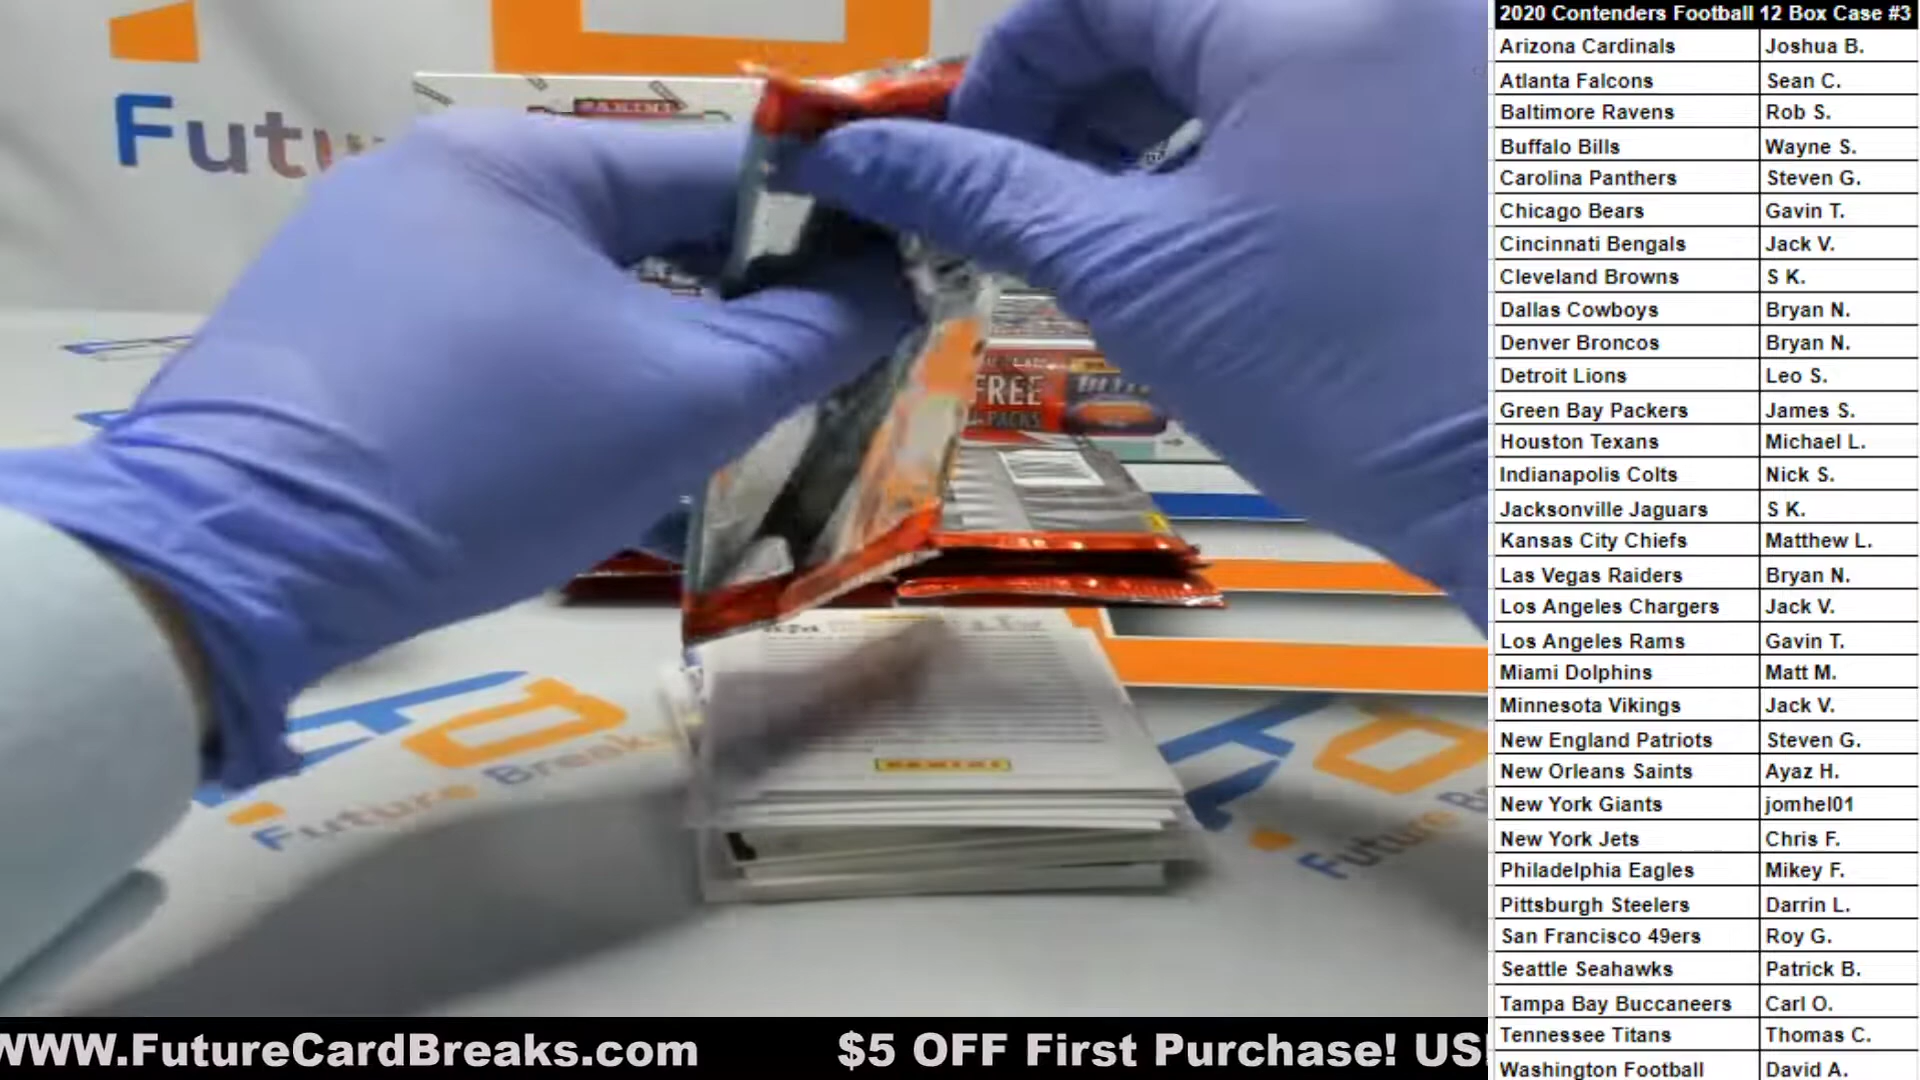 2020 Contenders Football 12 Box Case #3
Arizona Cardinals Joshua B.
Atlanta Falcons Sean C.
Baltimore Ravens Rob S.
Buffalo Bills Wayne S.
Carolina Panthers Steven G.
Chicago Bears Gavin T.
Cincinnati Bengals Jack V.
Cleveland Browns S K.
Dallas Cowboys Bryan N.
Denver Broncos Bryan N.
Detroit Lions Leo S.
Green Bay Packers James S.
Houston Texans Michael L.
Indianapolis Colts Nick S.
Jacksonville Jaguars S K.
Kansas City Chiefs Matthew L.
Las Vegas Raiders Bryan N.
Los Angeles Chargers Jack V.
Los Angeles Rams Gavin T.
Miami Dolphins Matt M.
Minnesota Vikings Jack V.
New England Patriots Steven G.
New Orleans Saints Ayaz H.
New York Giants jomhel01
New York Jets Chris F.
Philadelphia Eagles Mikey F.
Pittsburgh Steelers Darrin L.
San Francisco 49ers Roy G.
Seattle Seahawks Patrick B.
Tampa Bay Buccaneers Carl O.
Tennessee Titans Thomas C.
Washington Football David A.
PANINI
Futu
FREE
PACKS
PANINI
Future Breaks
Future B
WWW.FutureCardBreaks.com $5 OFF First Purchase! US